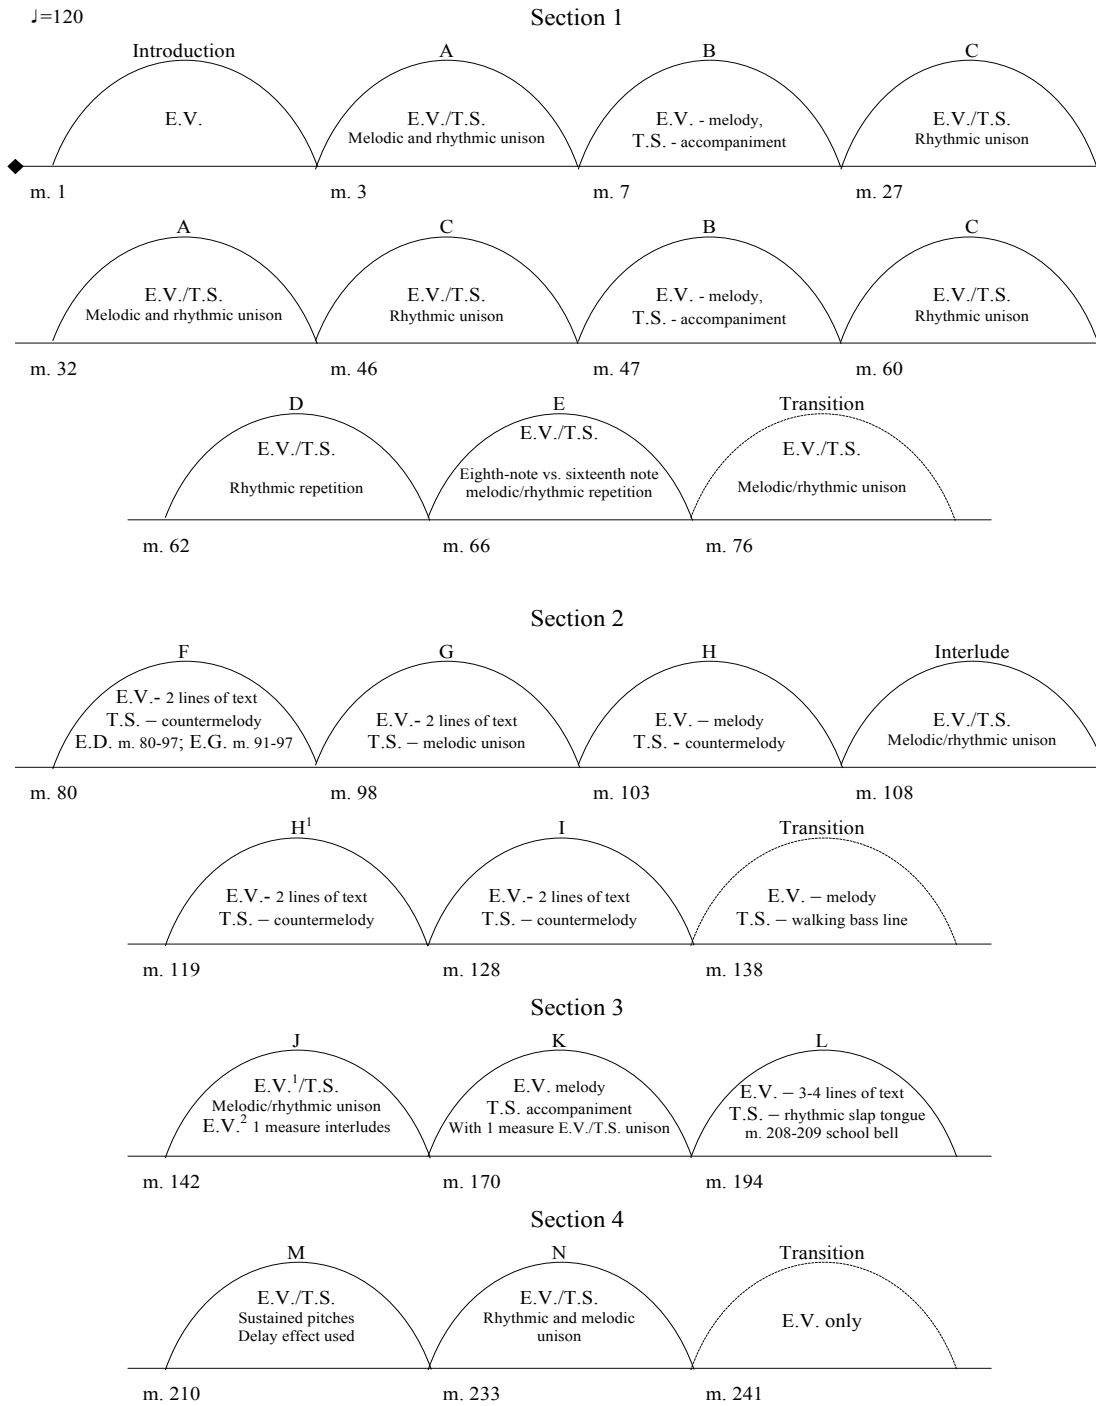 ♩=120
Section 1
Introduction A B C
E.V.
E.V./T.S.
Melodic and rhythmic unison
E.V. - melody,
T.S. - accompaniment
E.V./T.S.
Rhythmic unison
m. 1 m. 3 m. 7 m. 27
A C B C
E.V./T.S.
Melodic and rhythmic unison
E.V./T.S.
Rhythmic unison
E.V. - melody,
T.S. - accompaniment
E.V./T.S.
Rhythmic unison
m. 32 m. 46 m. 47 m. 60
D E Transition
E.V./T.S.
Rhythmic repetition
E.V./T.S.
Eighth-note vs. sixteenth note
melodic/rhythmic repetition
E.V./T.S.
Melodic/rhythmic unison
m. 62 m. 66 m. 76
Section 2
F G H Interlude
E.V.- 2 lines of text
T.S. – countermelody
E.D. m. 80-97; E.G. m. 91-97
E.V.- 2 lines of text
T.S. – melodic unison
E.V. – melody
T.S. - countermelody
E.V./T.S.
Melodic/rhythmic unison
m. 80 m. 98 m. 103 m. 108
H¹ I Transition
E.V.- 2 lines of text
T.S. – countermelody
E.V.- 2 lines of text
T.S. – countermelody
E.V. – melody
T.S. – walking bass line
m. 119 m. 128 m. 138
Section 3
J K L
E.V.¹/T.S.
Melodic/rhythmic unison
E.V.² 1 measure interludes
E.V. melody
T.S. accompaniment
With 1 measure E.V./T.S. unison
E.V. – 3-4 lines of text
T.S. – rhythmic slap tongue
m. 208-209 school bell
m. 142 m. 170 m. 194
Section 4
M N Transition
E.V./T.S.
Sustained pitches
Delay effect used
E.V./T.S.
Rhythmic and melodic
unison
E.V. only
m. 210 m. 233 m. 241